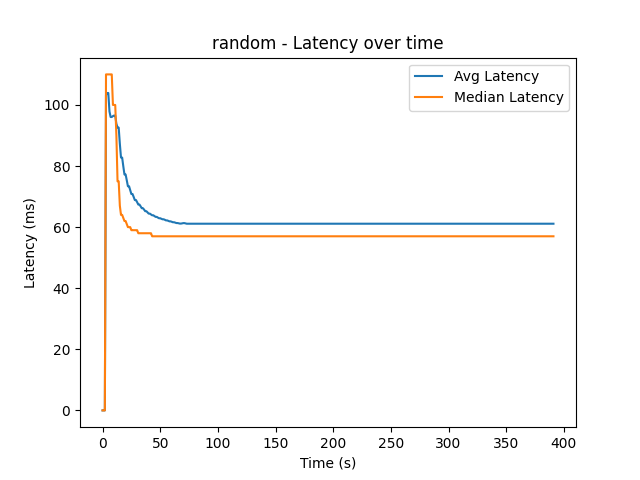 random - Latency over time
Avg Latency
Median Latency
Latency (ms)
100
80
60
40
20
0
0 50 100 150 200 250 300 350 400
Time (s)